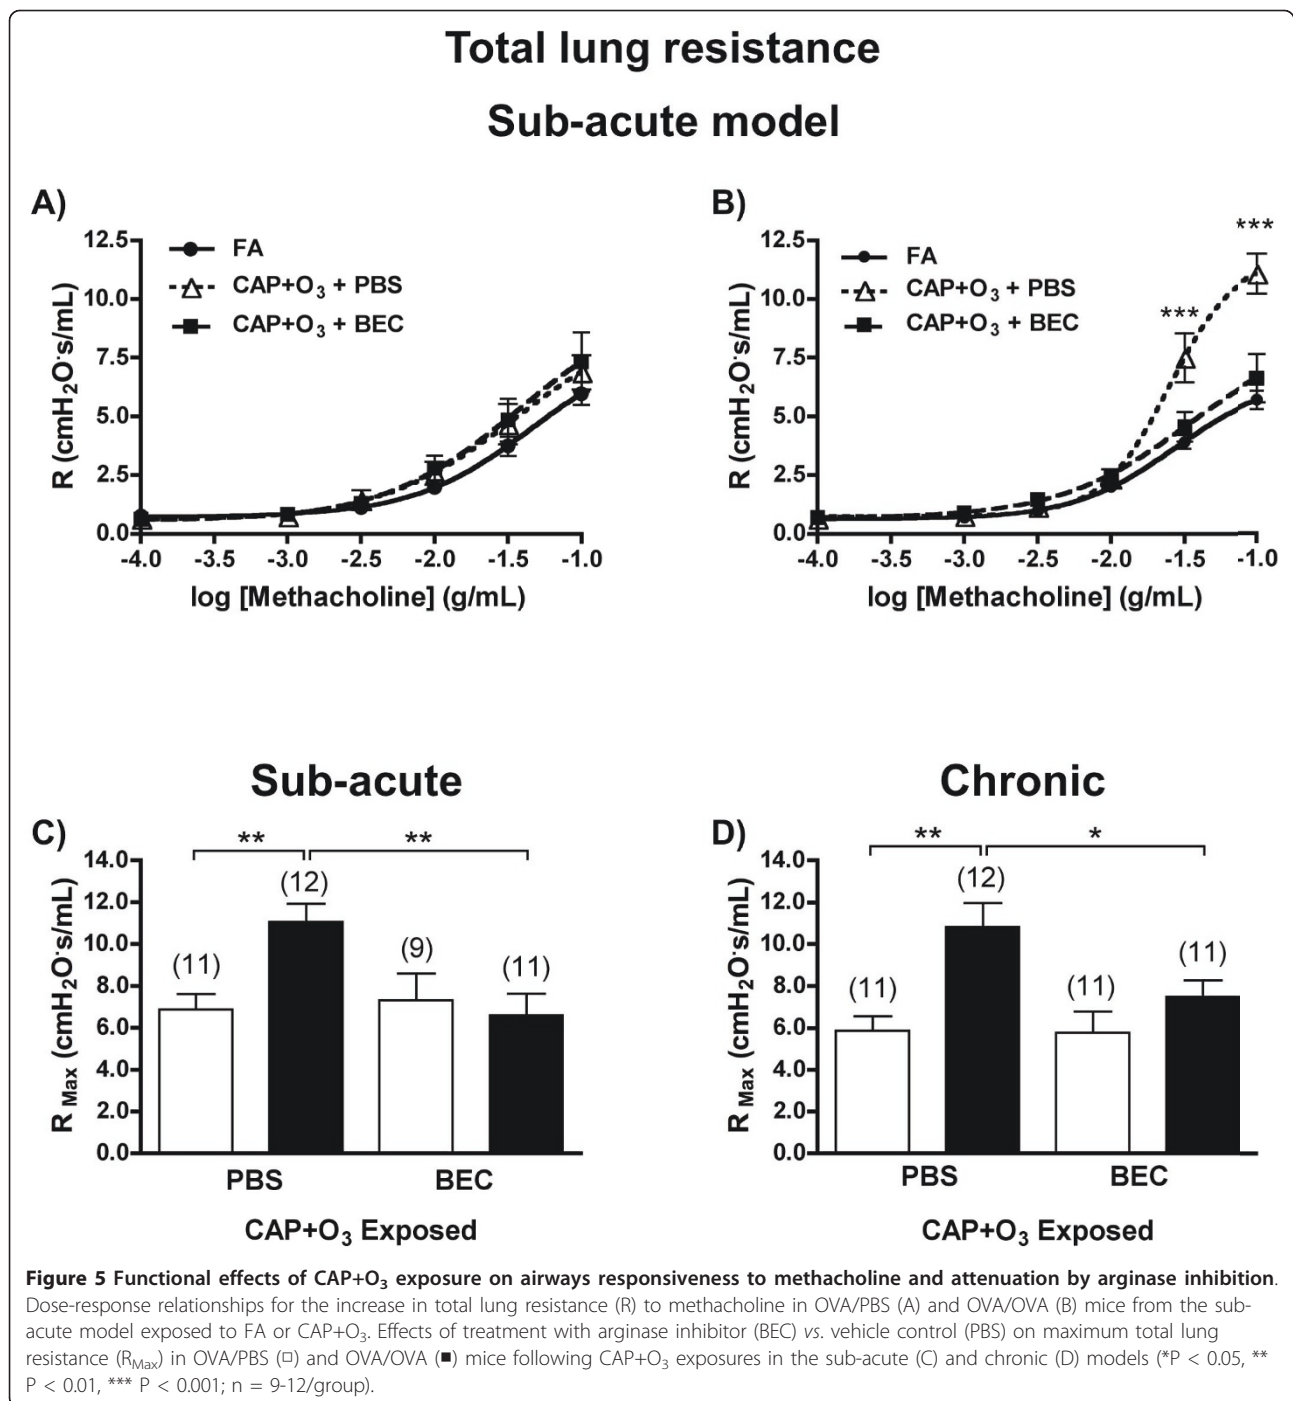 Total lung resistance
Sub-acute model
A)
12.5
10.0
7.5
5.0
2.5
0.0
R (cmH₂O·s/mL)
FA
CAP+O₃ + PBS
CAP+O₃ + BEC
-4.0 -3.5 -3.0 -2.5 -2.0 -1.5 -1.0
log [Methacholine] (g/mL)
B)
12.5
10.0
7.5
5.0
2.5
0.0
R (cmH₂O·s/mL)
FA
CAP+O₃ + PBS
CAP+O₃ + BEC
***
***
-4.0 -3.5 -3.0 -2.5 -2.0 -1.5 -1.0
log [Methacholine] (g/mL)
Sub-acute
C)
14.0
12.0
10.0
8.0
6.0
4.0
2.0
0.0
R Max (cmH₂O·s/mL)
** **
(11) (12) (9) (11)
PBS BEC
CAP+O₃ Exposed
Chronic
D)
14.0
12.0
10.0
8.0
6.0
4.0
2.0
0.0
R Max (cmH₂O·s/mL)
** *
(11) (12) (11) (11)
PBS BEC
CAP+O₃ Exposed
Figure 5 Functional effects of CAP+O₃ exposure on airways responsiveness to methacholine and attenuation by arginase inhibition.
Dose-response relationships for the increase in total lung resistance (R) to methacholine in OVA/PBS (A) and OVA/OVA (B) mice from the sub-
acute model exposed to FA or CAP+O₃. Effects of treatment with arginase inhibitor (BEC) vs. vehicle control (PBS) on maximum total lung
resistance (RMax) in OVA/PBS (□) and OVA/OVA (■) mice following CAP+O₃ exposures in the sub-acute (C) and chronic (D) models (*P < 0.05, **
P < 0.01, *** P < 0.001; n = 9-12/group).